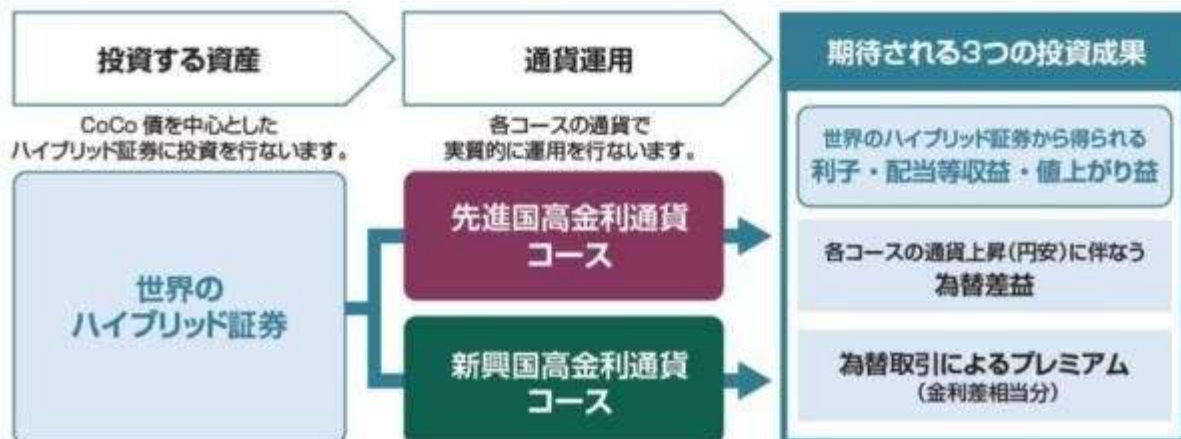 投資する資産
CoCo 債を中心とした
ハイブリッド証券に投資を行ないます。
世界の
ハイブリッド証券
通貨運用
各コースの通貨で
実質的に運用を行ないます。
先進国高金利通貨
コース
新興国高金利通貨
コース
期待される3つの投資成果
世界のハイブリッド証券から得られる
利子・配当等収益・値上がり益
各コースの通貨上昇(円安)に伴なう
為替差益
為替取引によるプレミアム
(金利差相当分)